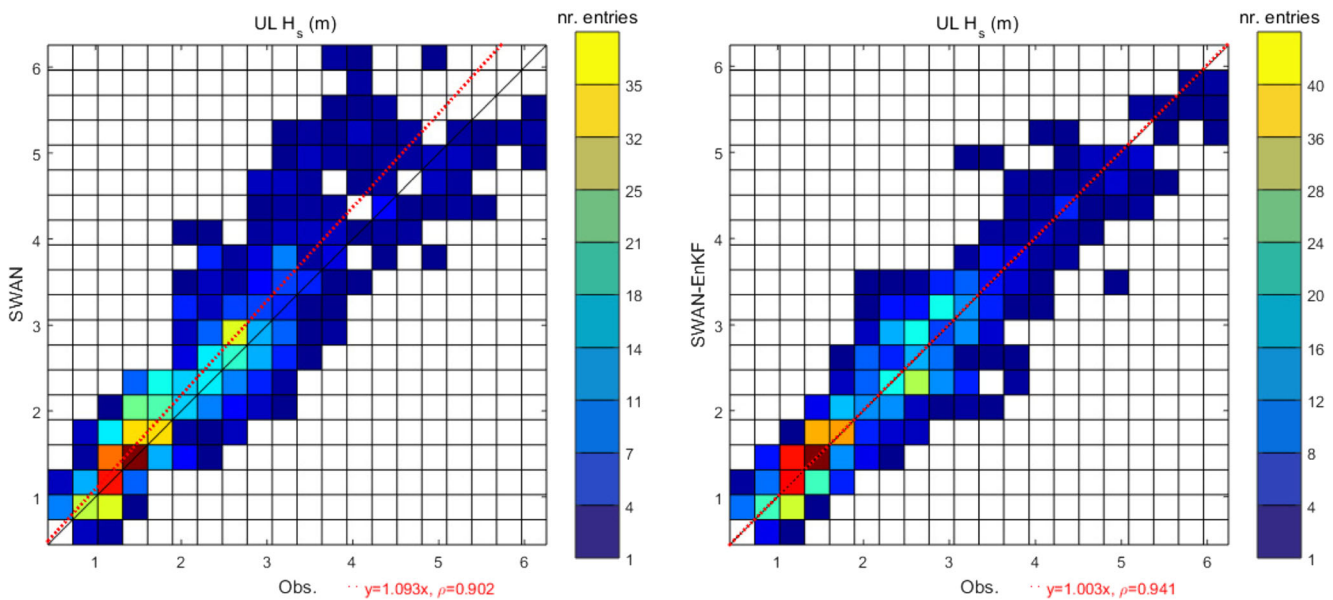 UL H_s (m)
nr. entries
SWAN
6
5
4
3
2
1
1 2 3 4 5 6
Obs.
·· y=1.093x, ρ=0.902
35
32
25
21
18
14
11
7
4
1
UL H_s (m)
nr. entries
SWAN-EnKF
6
5
4
3
2
1
1 2 3 4 5 6
Obs.
·· y=1.003x, ρ=0.941
40
36
28
24
20
16
12
8
4
1